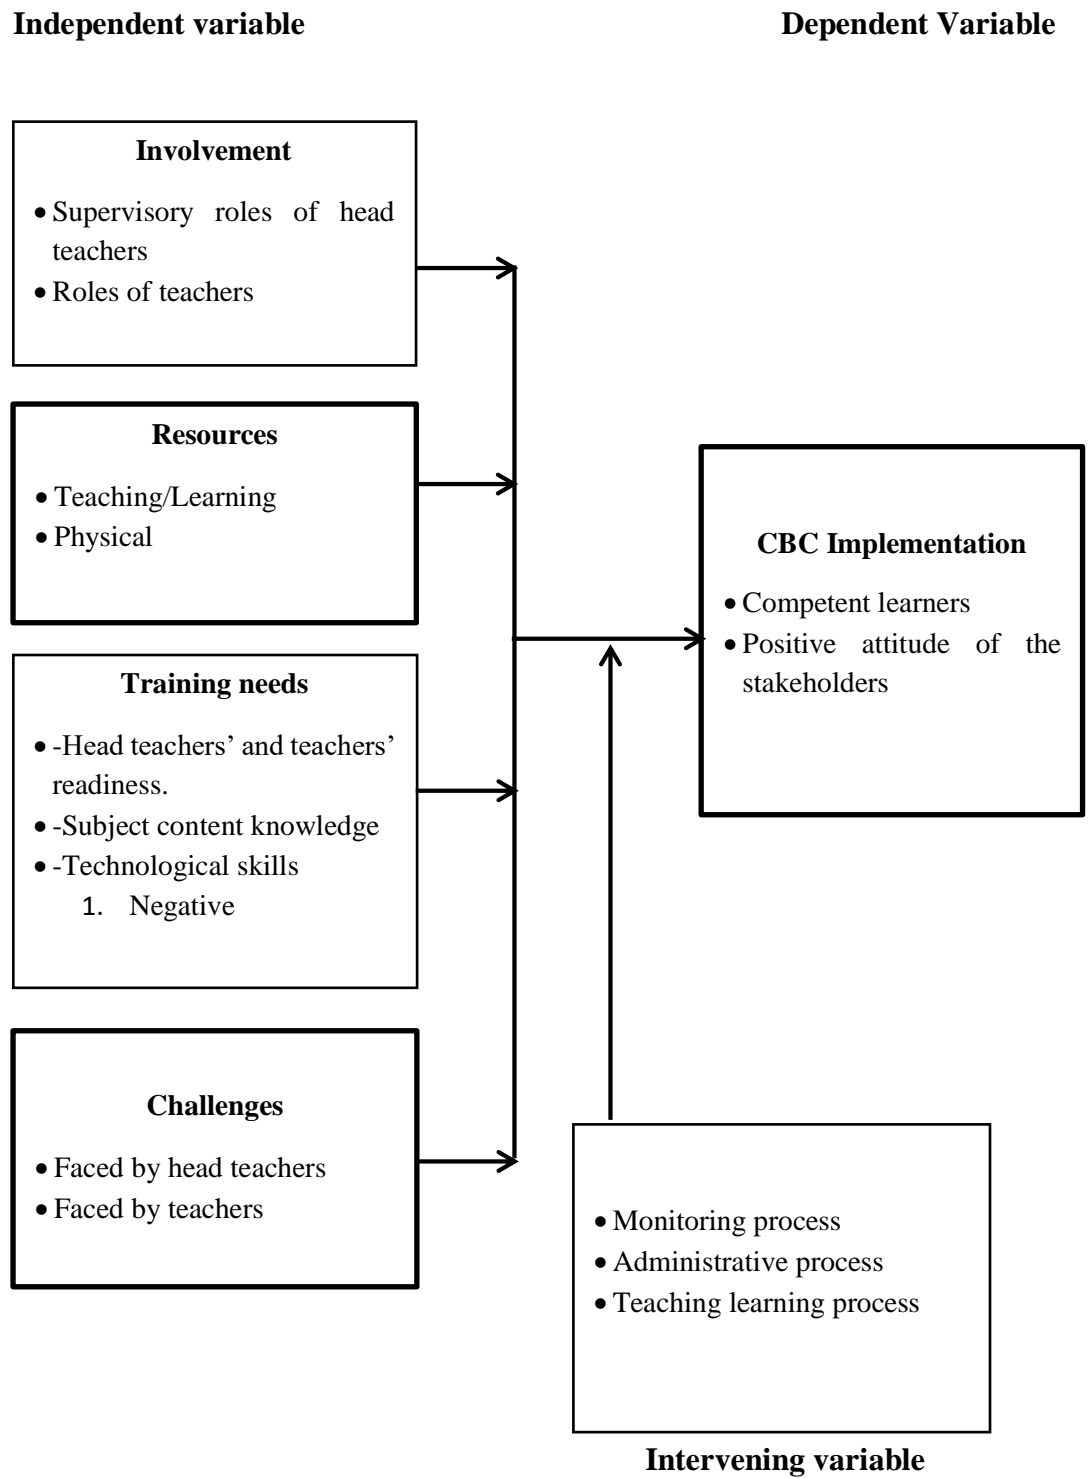 Independent variable
Dependent Variable
Involvement
• Supervisory roles of head
teachers
• Roles of teachers
Resources
• Teaching/Learning
• Physical
Training needs
• -Head teachers’ and teachers’
readiness.
• -Subject content knowledge
• -Technological skills
1. Negative
Challenges
• Faced by head teachers
• Faced by teachers
CBC Implementation
• Competent learners
• Positive attitude of the
stakeholders
• Monitoring process
• Administrative process
• Teaching learning process
Intervening variable